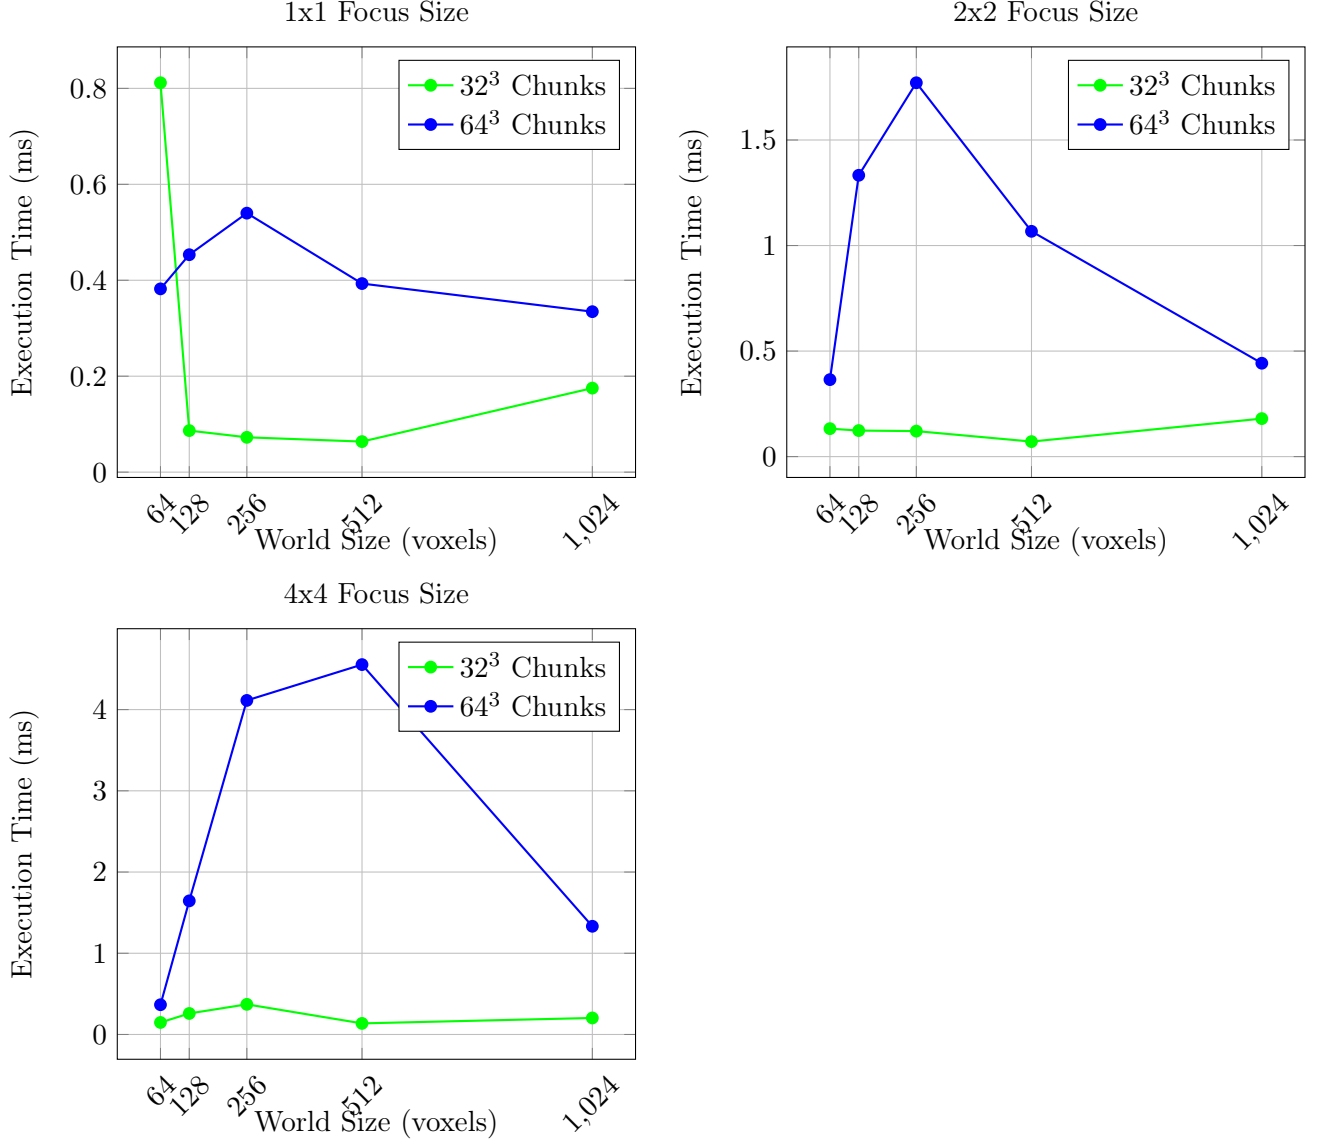 1x1 Focus Size
Execution Time (ms)
0.8
0.6
0.4
0.2
0
32³ Chunks
64³ Chunks
64
128
256
512
1,024
World Size (voxels)
2x2 Focus Size
Execution Time (ms)
1.5
1
0.5
0
32³ Chunks
64³ Chunks
64
128
256
512
1,024
World Size (voxels)
4x4 Focus Size
Execution Time (ms)
4
3
2
1
0
32³ Chunks
64³ Chunks
64
128
256
512
1,024
World Size (voxels)